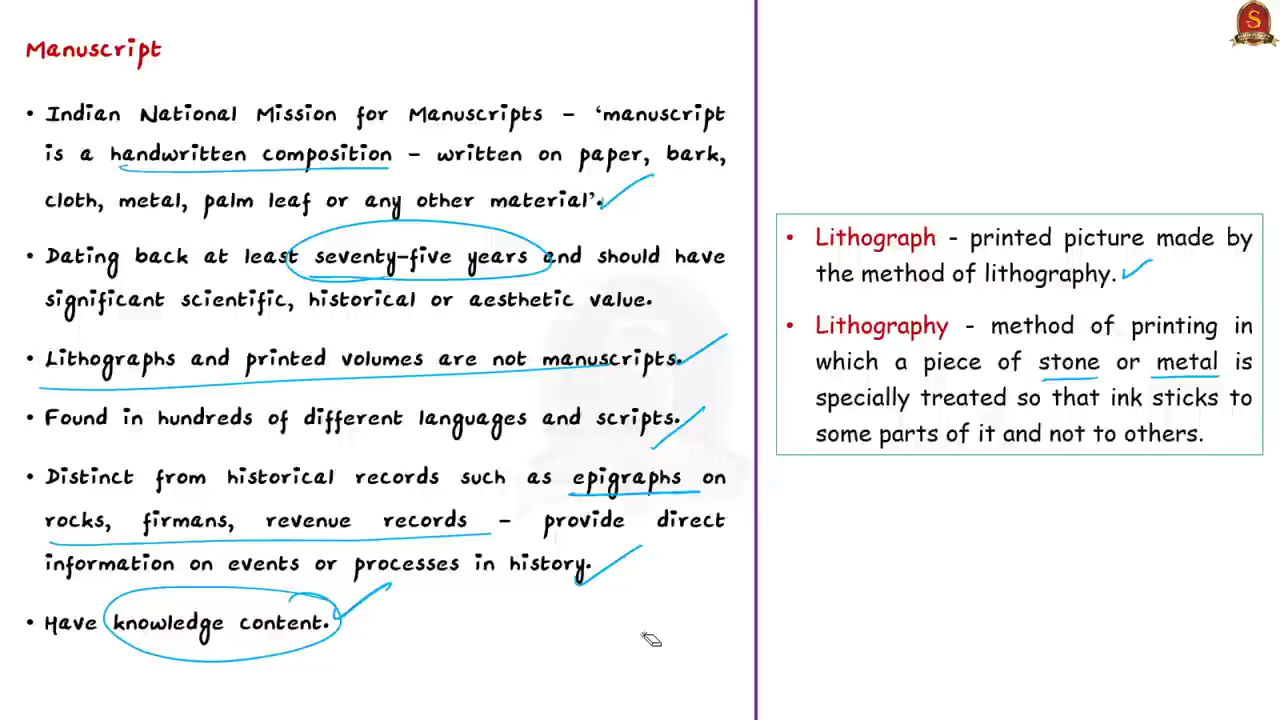 Manuscript
• Indian National Mission for Manuscripts – ‘manuscript
is a handwritten composition – written on paper, bark,
cloth, metal, palm leaf or any other material’.
• Dating back at least seventy-five years and should have
significant scientific, historical or aesthetic value.
• Lithographs and printed volumes are not manuscripts.
• Found in hundreds of different languages and scripts.
• Distinct from historical records such as epigraphs on
rocks, firmans, revenue records – provide direct
information on events or processes in history.
• Have knowledge content.
S
• Lithograph - printed picture made by
the method of lithography.
• Lithography - method of printing in
which a piece of stone or metal is
specially treated so that ink sticks to
some parts of it and not to others.